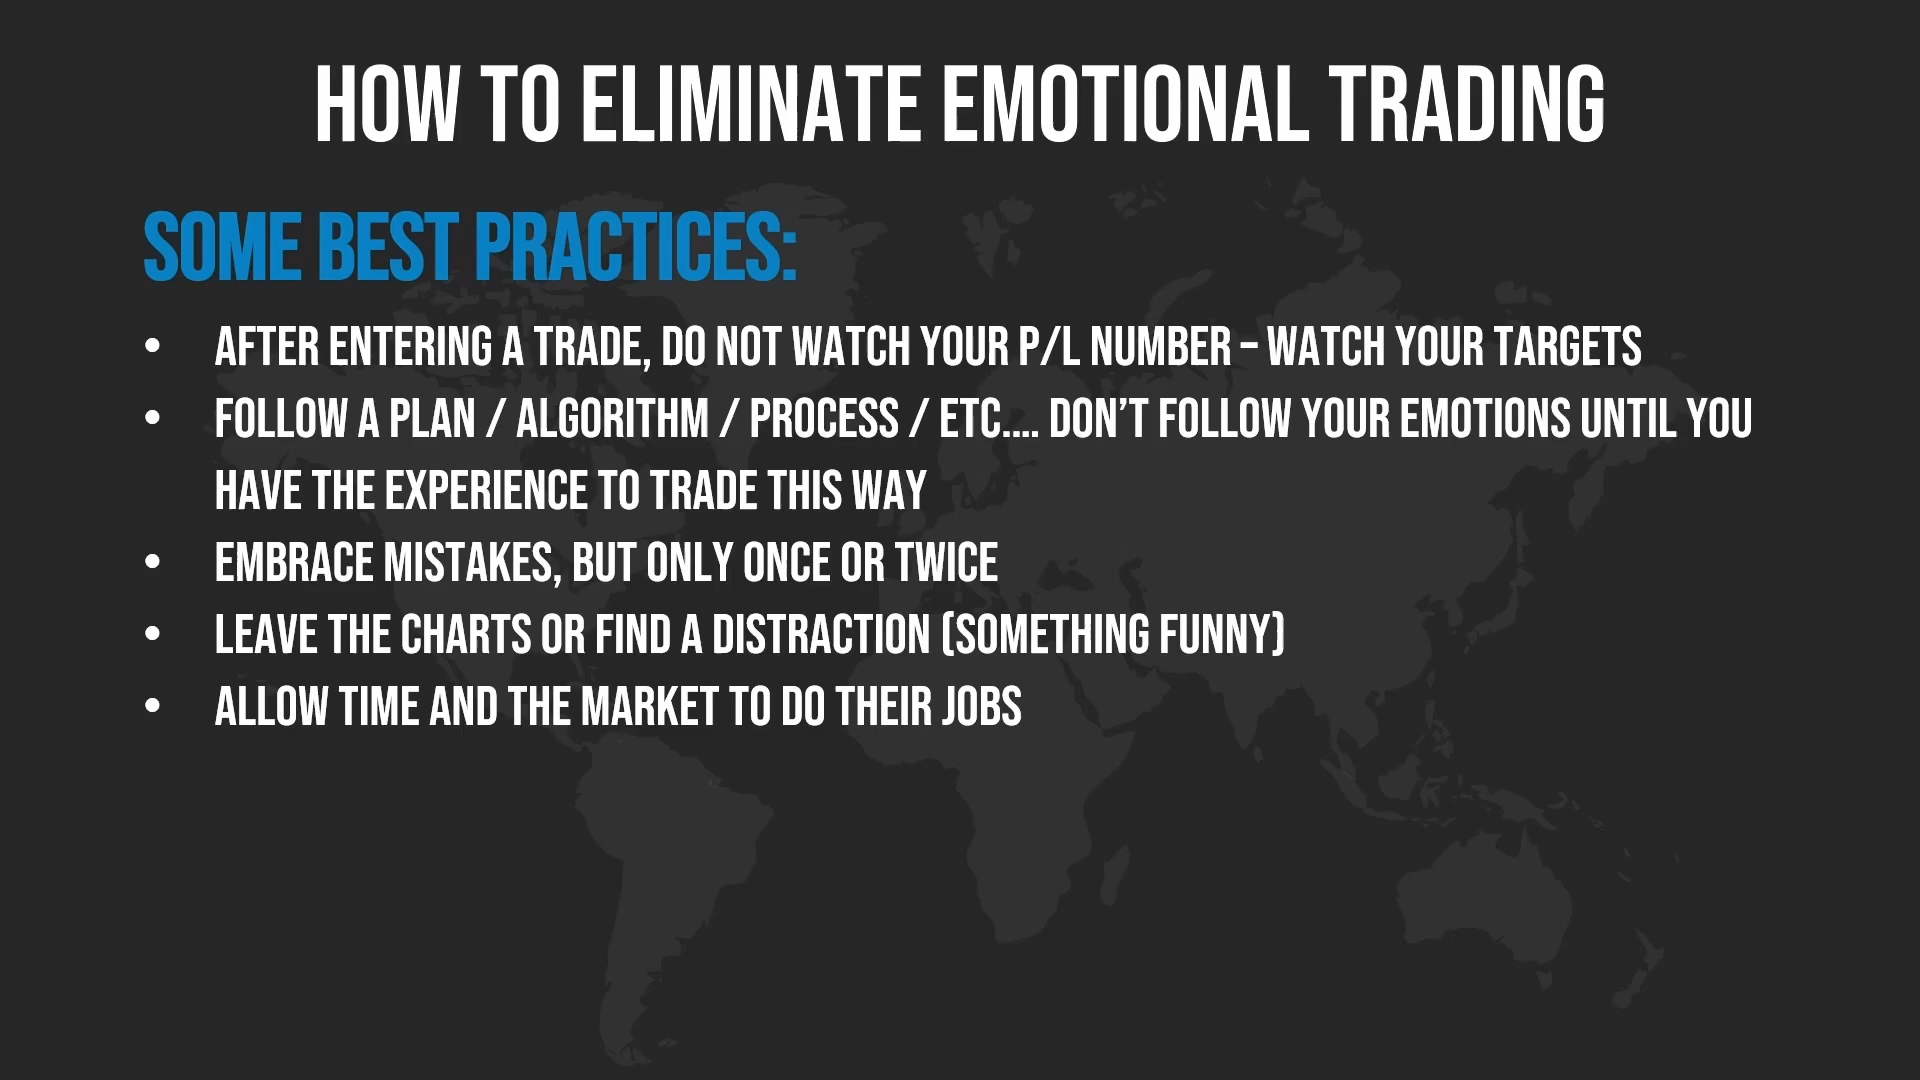 HOW TO ELIMINATE EMOTIONAL TRADING
SOME BEST PRACTICES:
• AFTER ENTERING A TRADE, DO NOT WATCH YOUR P/L NUMBER – WATCH YOUR TARGETS
• FOLLOW A PLAN / ALGORITHM / PROCESS / ETC.... DON’T FOLLOW YOUR EMOTIONS UNTIL YOU
HAVE THE EXPERIENCE TO TRADE THIS WAY
• EMBRACE MISTAKES, BUT ONLY ONCE OR TWICE
• LEAVE THE CHARTS OR FIND A DISTRACTION (SOMETHING FUNNY)
• ALLOW TIME AND THE MARKET TO DO THEIR JOBS